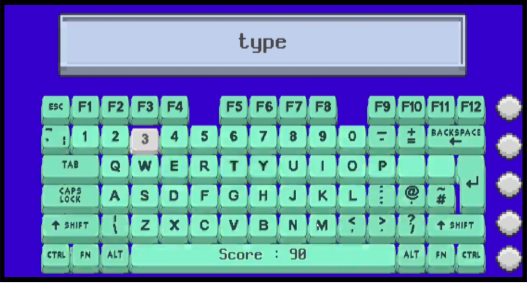 type
ESC F1 F2 F3 F4 F5 F6 F7 F8 F9 F10 F11 F12
1 2 3 4 5 6 7 8 9 0 - + = BACKSPACE ←
TAB Q W E R T Y U I O P
CAPS LOCK A S D F G H J K L : @ ~ #
↑ SHIFT Z X C V B N M < , > . ? / ↑ SHIFT
CTRL FN ALT Score : 90 ALT FN CTRL